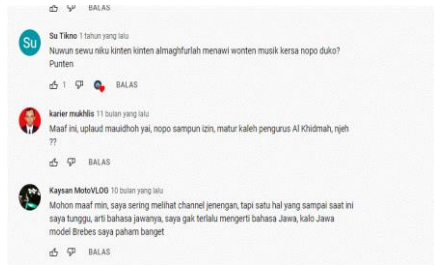 BALAS
Su
Su Tikno 1 tahun yang lalu
Nuwun sewu niku kinten kinten almaghfurlah menawi wonten musik kersa nopo duko?
Punten
1 BALAS
karier mukhlis 11 bulan yang lalu
Maaf ini, uplaud mauidhoh yai, nopo sampun izin, matur kaleh pengurus Al Khidmah, njeh
??
BALAS
Kaysan MotoVLOG 10 bulan yang lalu
Mohon maaf min, saya sering melihat channel jenengan, tapi satu hal yang sampai saat ini
saya tunggu, arti bahasa jawanya, saya gak terlalu mengerti bahasa Jawa, kalo Jawa
model Brebes saya paham banget
BALAS